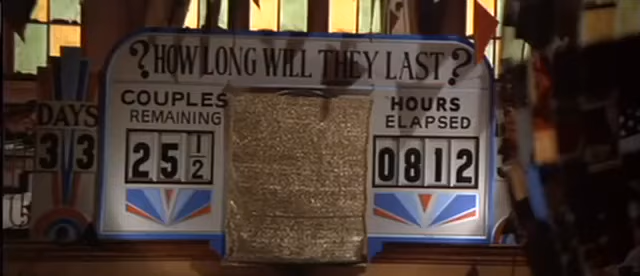 ?HOW LONG WILL THEY LAST?
DAYS
33
COUPLES
REMAINING
25 1/2
HOURS
ELAPSED
0812